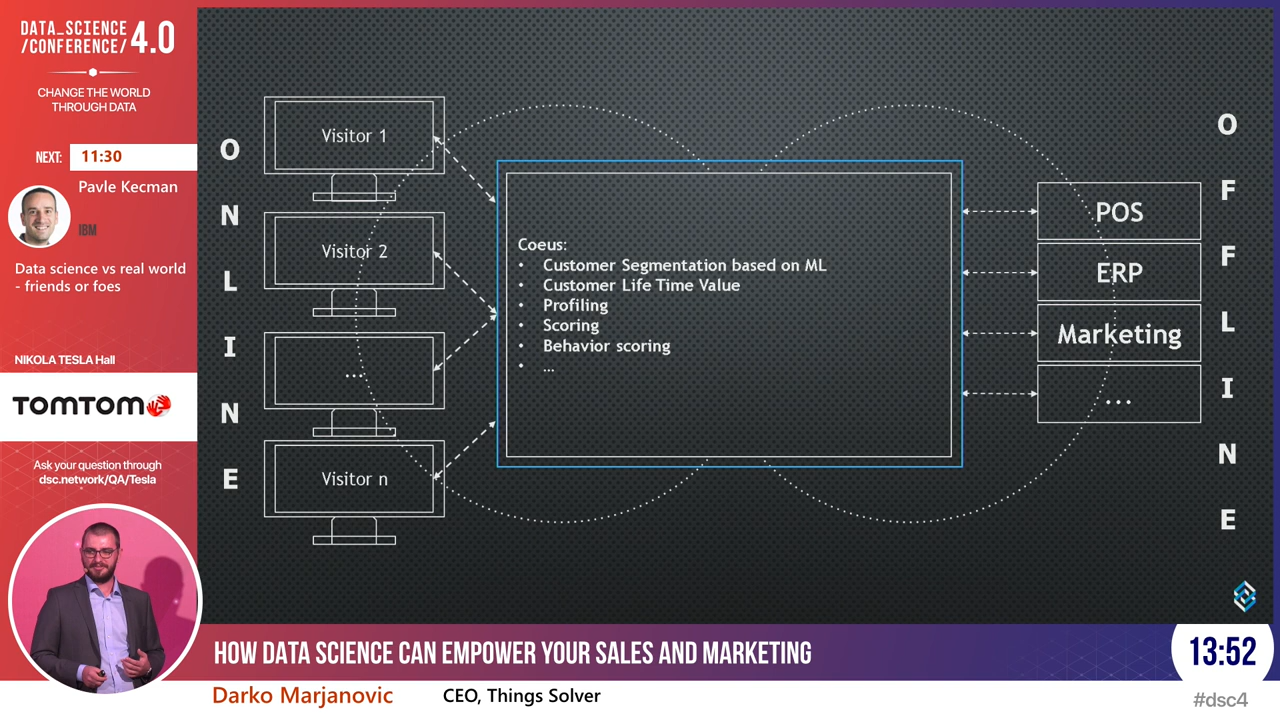 DATA_SCIENCE
/CONFERENCE/ 4.0
CHANGE THE WORLD
THROUGH DATA
NEXT: 11:30
Pavle Kecman
IBM
Data science vs real world
- friends or foes
NIKOLA TESLA Hall
TOMTOM
Ask your question through
dsc.network/QA/Tesla
ONLINE
Visitor 1
Visitor 2
...
Visitor n
Coeus:
• Customer Segmentation based on ML
• Customer Life Time Value
• Profiling
• Scoring
• Behavior scoring
• ...
POS
ERP
Marketing
...
OFFLINE
HOW DATA SCIENCE CAN EMPOWER YOUR SALES AND MARKETING
13:52
Darko Marjanovic CEO, Things Solver
#dsc4